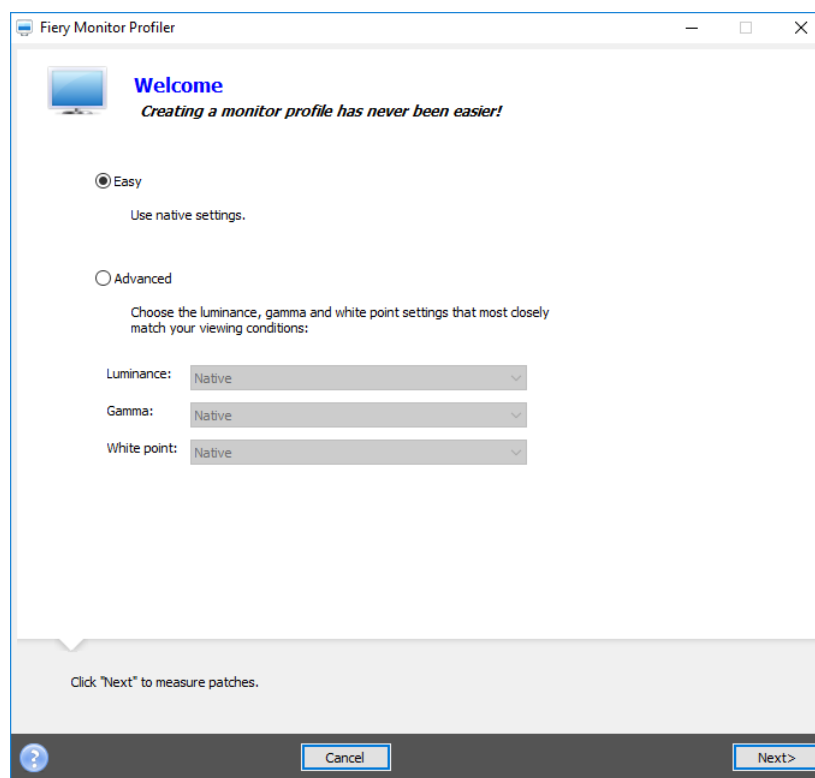 Fiery Monitor Profiler
Welcome
Creating a monitor profile has never been easier!
Easy
Use native settings.
Advanced
Choose the luminance, gamma and white point settings that most closely
match your viewing conditions:
Luminance: Native
Gamma: Native
White point: Native
Click "Next" to measure patches.
? Cancel Next>